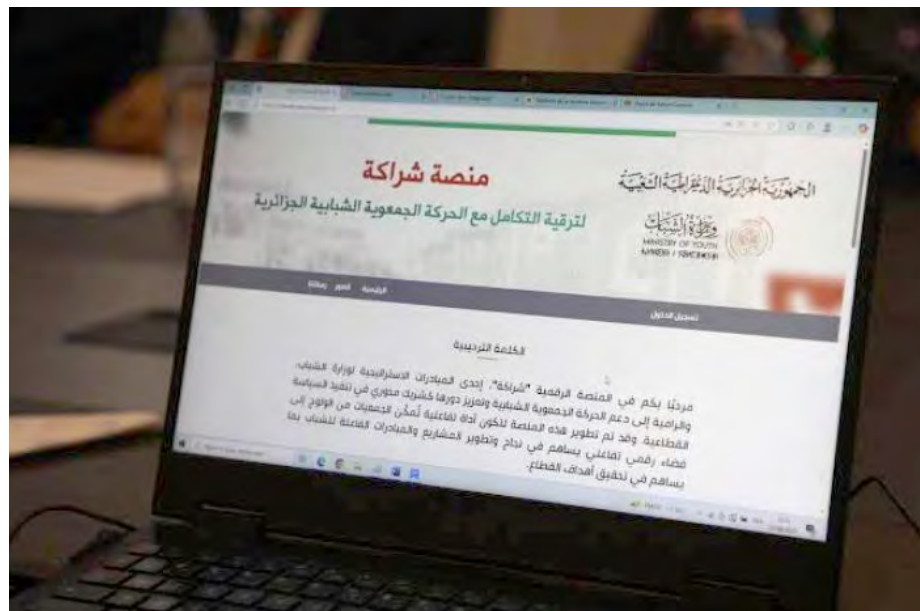 منصة شراكة
لترقية التكامل مع الحركة الجمعوية الشبابية الجزائرية
الجمهورية الجزائرية الديمقراطية الشعبية
وزارة الشباب
MINISTRY OF YOUTH
الرئيسية الصور رسالتنا
تسجيل الدخول
الكلمة الترحيبية
مرحبًا بكم في المنصة الرقمية "شراكة"، إحدى المبادرات الاستراتيجية لوزارة الشباب،
والرامية إلى دعم الحركة الجمعوية الشبابية وتعزيز دورها كشريك محوري في تنفيذ السياسة
القطاعية. وقد تم تطوير هذه المنصة لتكون أداة تفاعلية تُمكّن الجمعيات من الولوج إلى
فضاء رقمي تفاعلي يساهم في نجاح وتطوير المشاريع والمبادرات الفاعلة للشباب بما
يساهم في تحقيق أهداف القطاع.